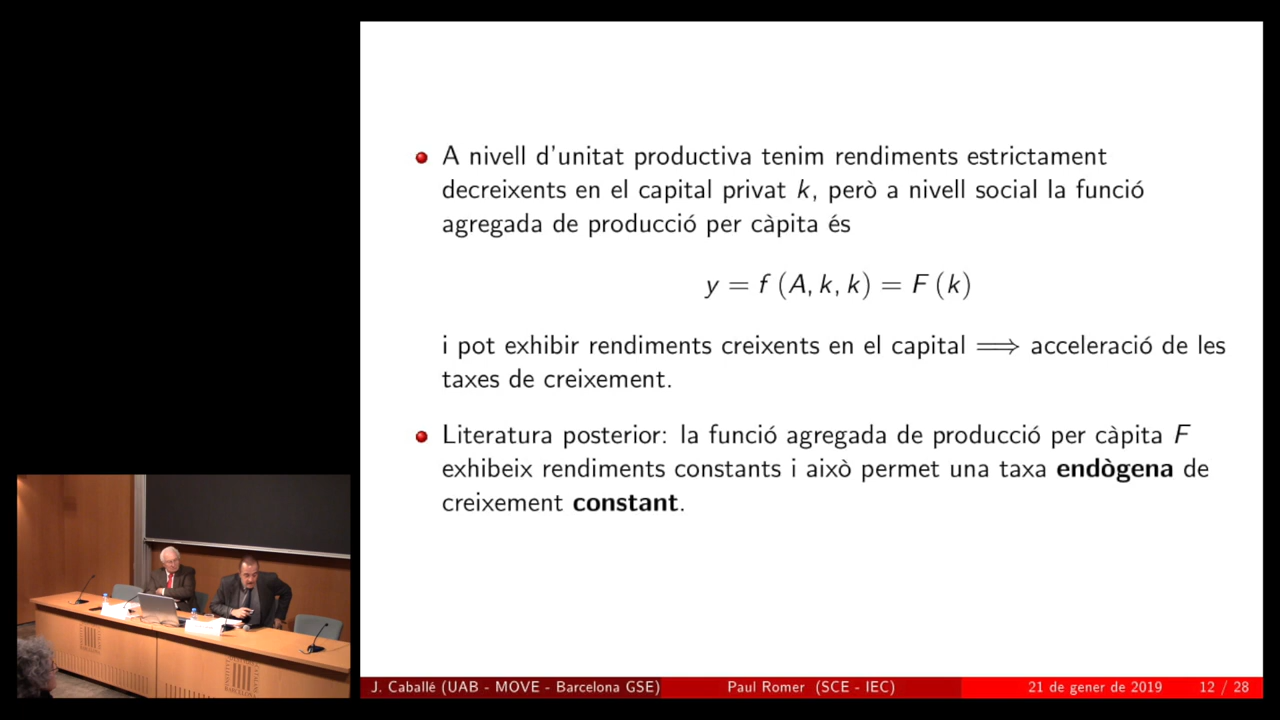 A nivell d'unitat productiva tenim rendiments estrictament
decreixents en el capital privat k, però a nivell social la funció
agregada de producció per càpita és
y = f (A, k, k) = F (k)
i pot exhibir rendiments creixents en el capital ⟹ acceleració de les
taxes de creixement.
Literatura posterior: la funció agregada de producció per càpita F
exhibeix rendiments constants i això permet una taxa endògena de
creixement constant.
J. Caballé (UAB - MOVE - Barcelona GSE) Paul Romer (SCE - IEC) 21 de gener de 2019 12 / 28